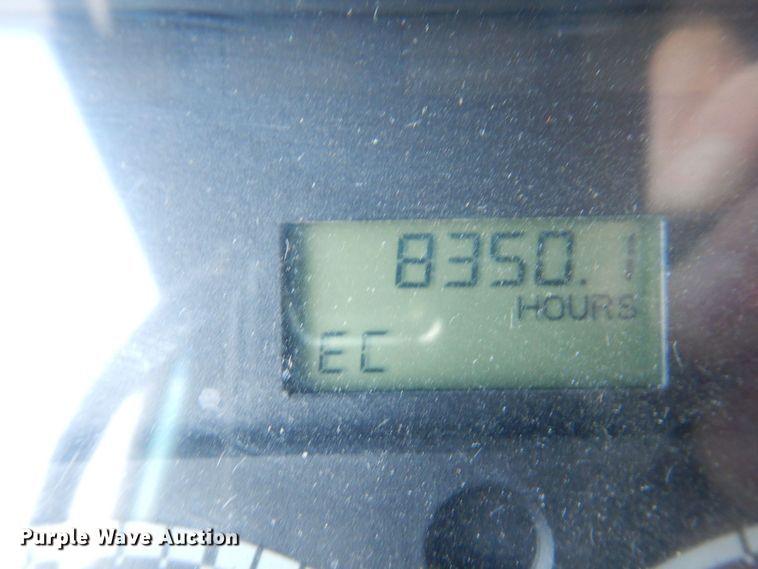 8350.1
HOURS
EC
Purple Wave Auction